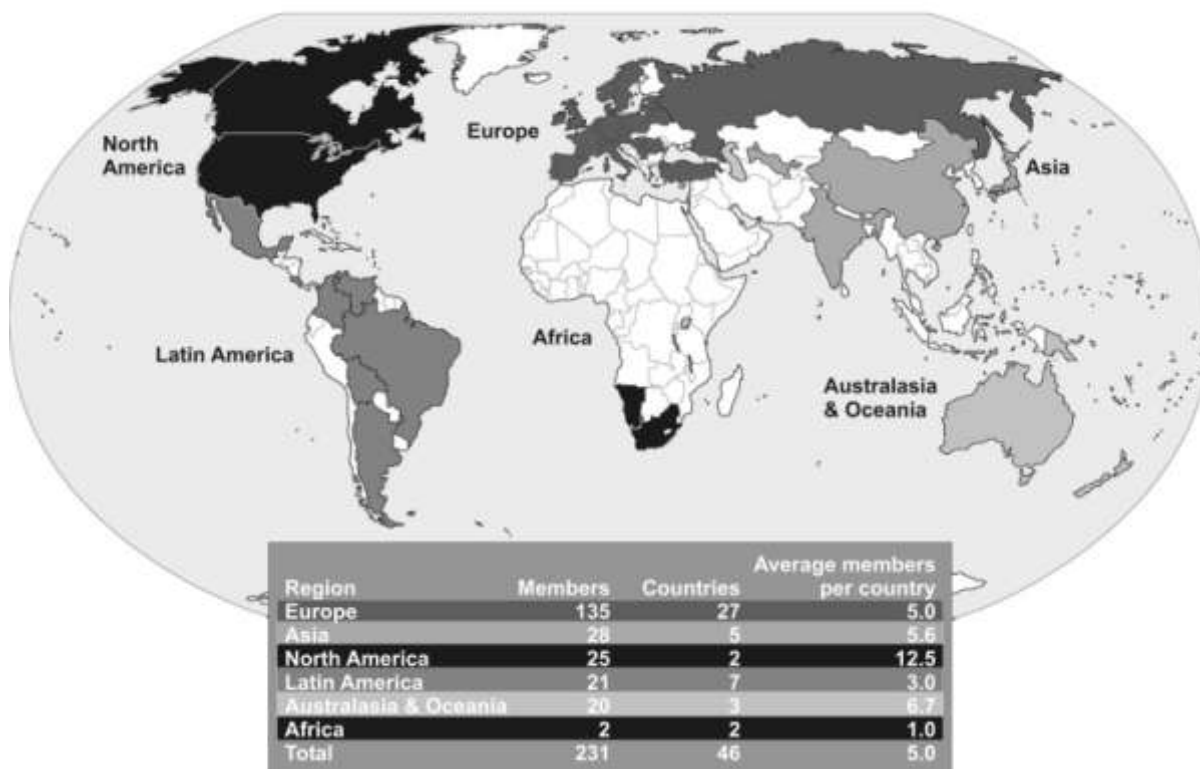 North
America
Europe
Asia
Latin America
Africa
Australasia
& Oceania
Average members
Region Members Countries per country
Europe 135 27 5.0
Asia 28 5 5.6
North America 25 2 12.5
Latin America 21 7 3.0
Australasia & Oceania 20 3 6.7
Africa 2 2 1.0
Total 231 46 5.0